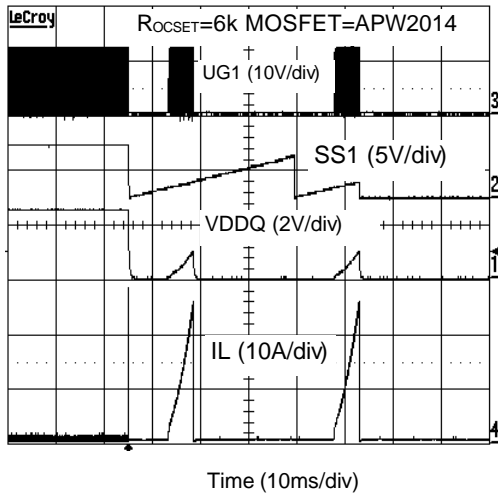 LeCroy
ROCSET=6k MOSFET=APW2014
UG1 (10V/div)
3
SS1 (5V/div)
2
VDDQ (2V/div)
1
IL (10A/div)
4
Time (10ms/div)